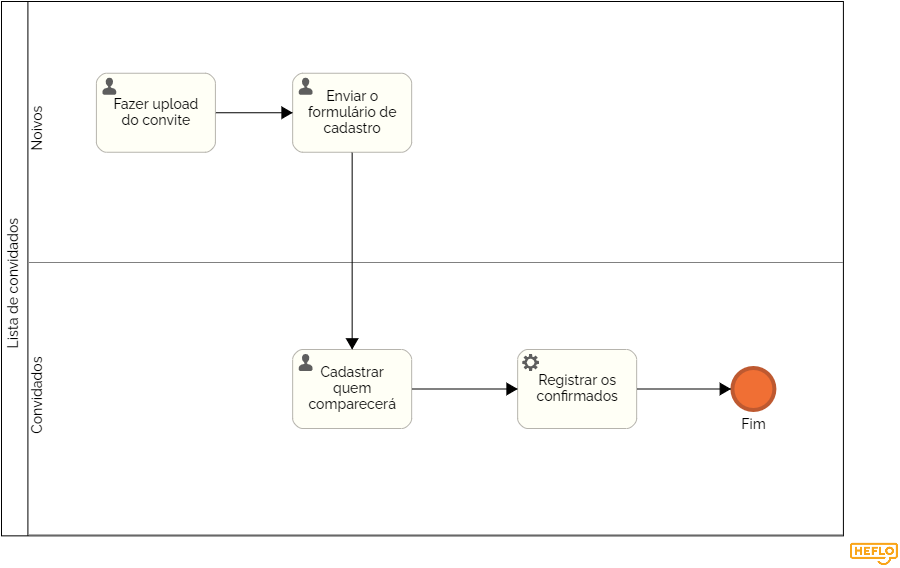 Lista de convidados
Noivos
Fazer upload
do convite
Enviar o
formulário de
cadastro
Convidados
Cadastrar
quem
comparecerá
Registrar os
confirmados
Fim
HEFLO